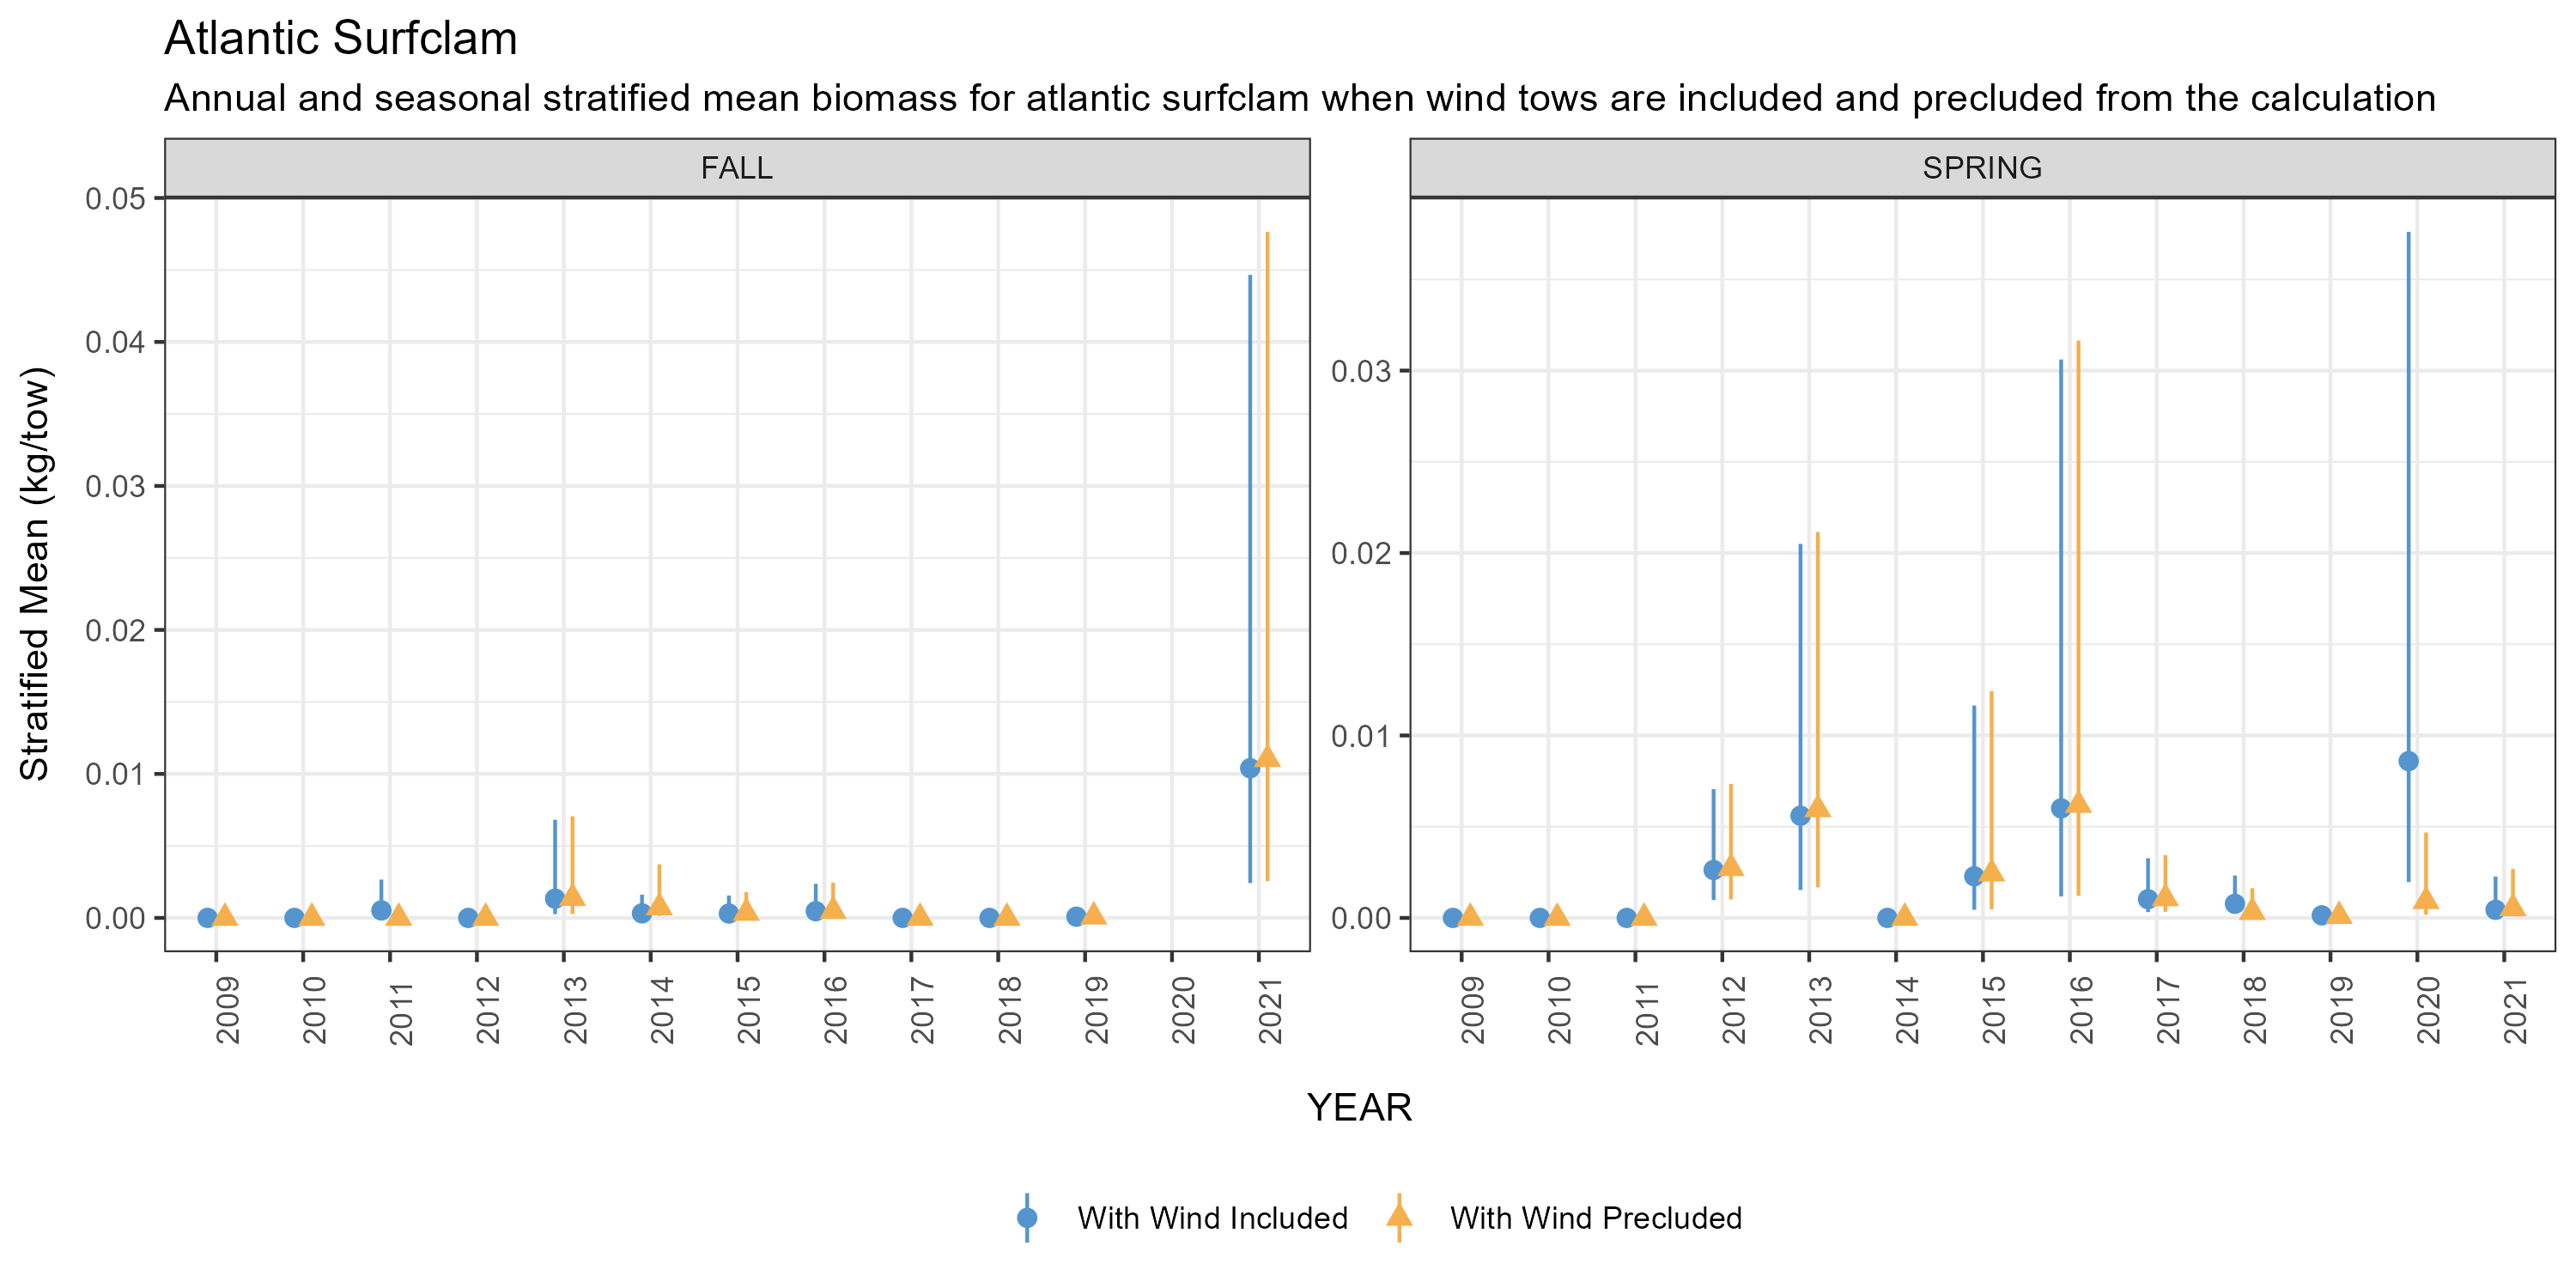 Atlantic Surfclam
Annual and seasonal stratified mean biomass for atlantic surfclam when wind tows are included and precluded from the calculation
FALL
SPRING
Stratified Mean (kg/tow)
0.05
0.04
0.03
0.02
0.01
0.00
0.03
0.02
0.01
0.00
2009 2010 2011 2012 2013 2014 2015 2016 2017 2018 2019 2020 2021
2009 2010 2011 2012 2013 2014 2015 2016 2017 2018 2019 2020 2021
YEAR
With Wind Included
With Wind Precluded